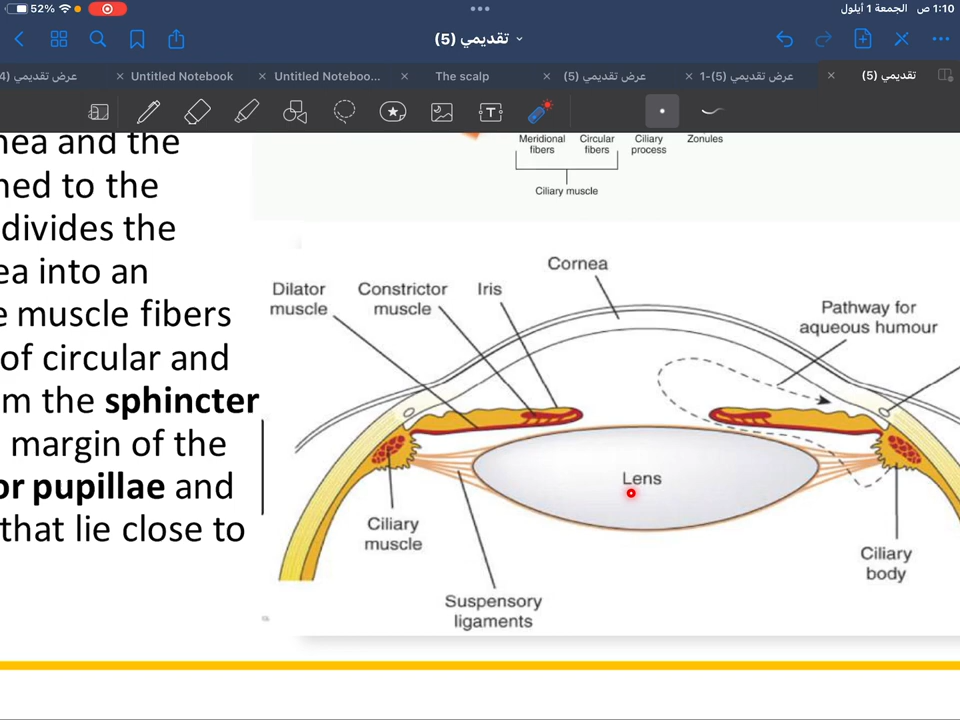 52%
1:10 ص الجمعة 1 أيلول
تقديمي (5)
عرض تقديمي (4
Untitled Notebook
Untitled Noteboo...
The scalp
عرض تقديمي (5)
عرض تقديمي (5)-1
تقديمي (5)
nea and the
ned to the
divides the
ea into an
e muscle fibers
of circular and
m the sphincter
margin of the
or pupillae and
that lie close to
Meridional fibers
Circular fibers
Ciliary process
Zonules
Ciliary muscle
Cornea
Dilator muscle
Constrictor muscle
Iris
Pathway for aqueous humour
Lens
Ciliary muscle
Suspensory ligaments
Ciliary body